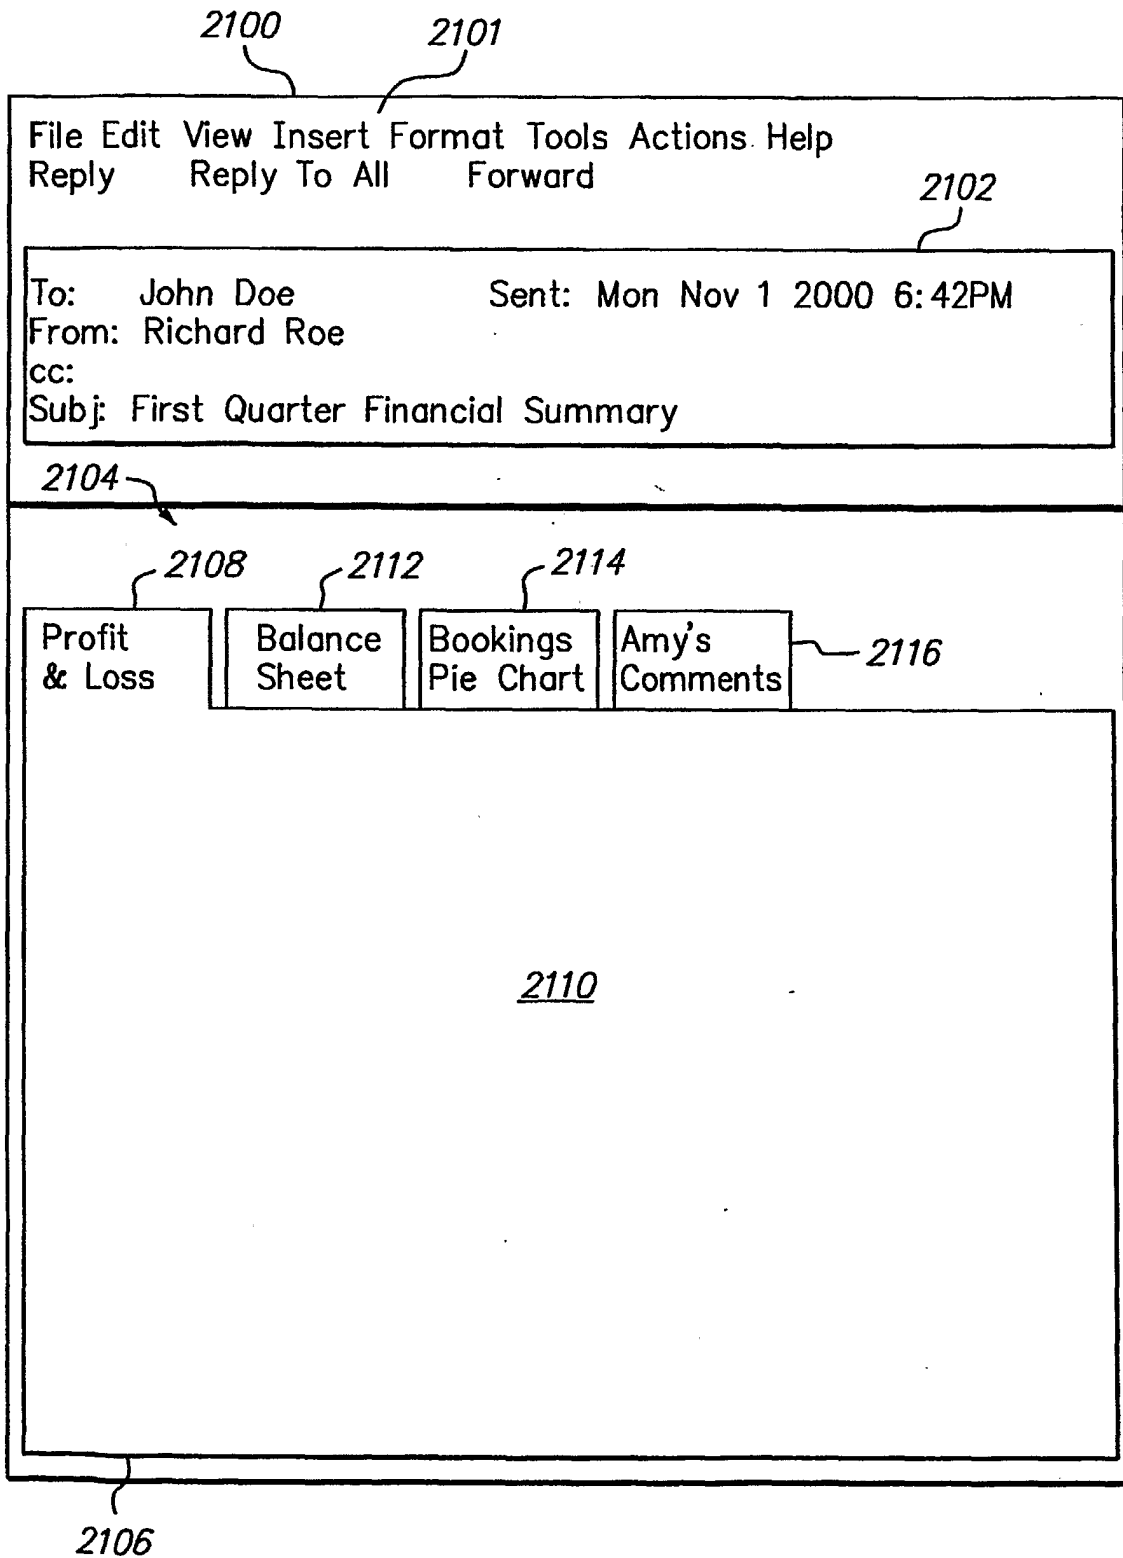 2100 2101
File Edit View Insert Format Tools Actions Help
Reply Reply To All Forward
2102
To: John Doe Sent: Mon Nov 1 2000 6:42PM
From: Richard Roe
cc:
Subj: First Quarter Financial Summary
2104
2108 2112 2114
Profit
& Loss
Balance
Sheet
Bookings
Pie Chart
Amy's
Comments
2116
2110
2106